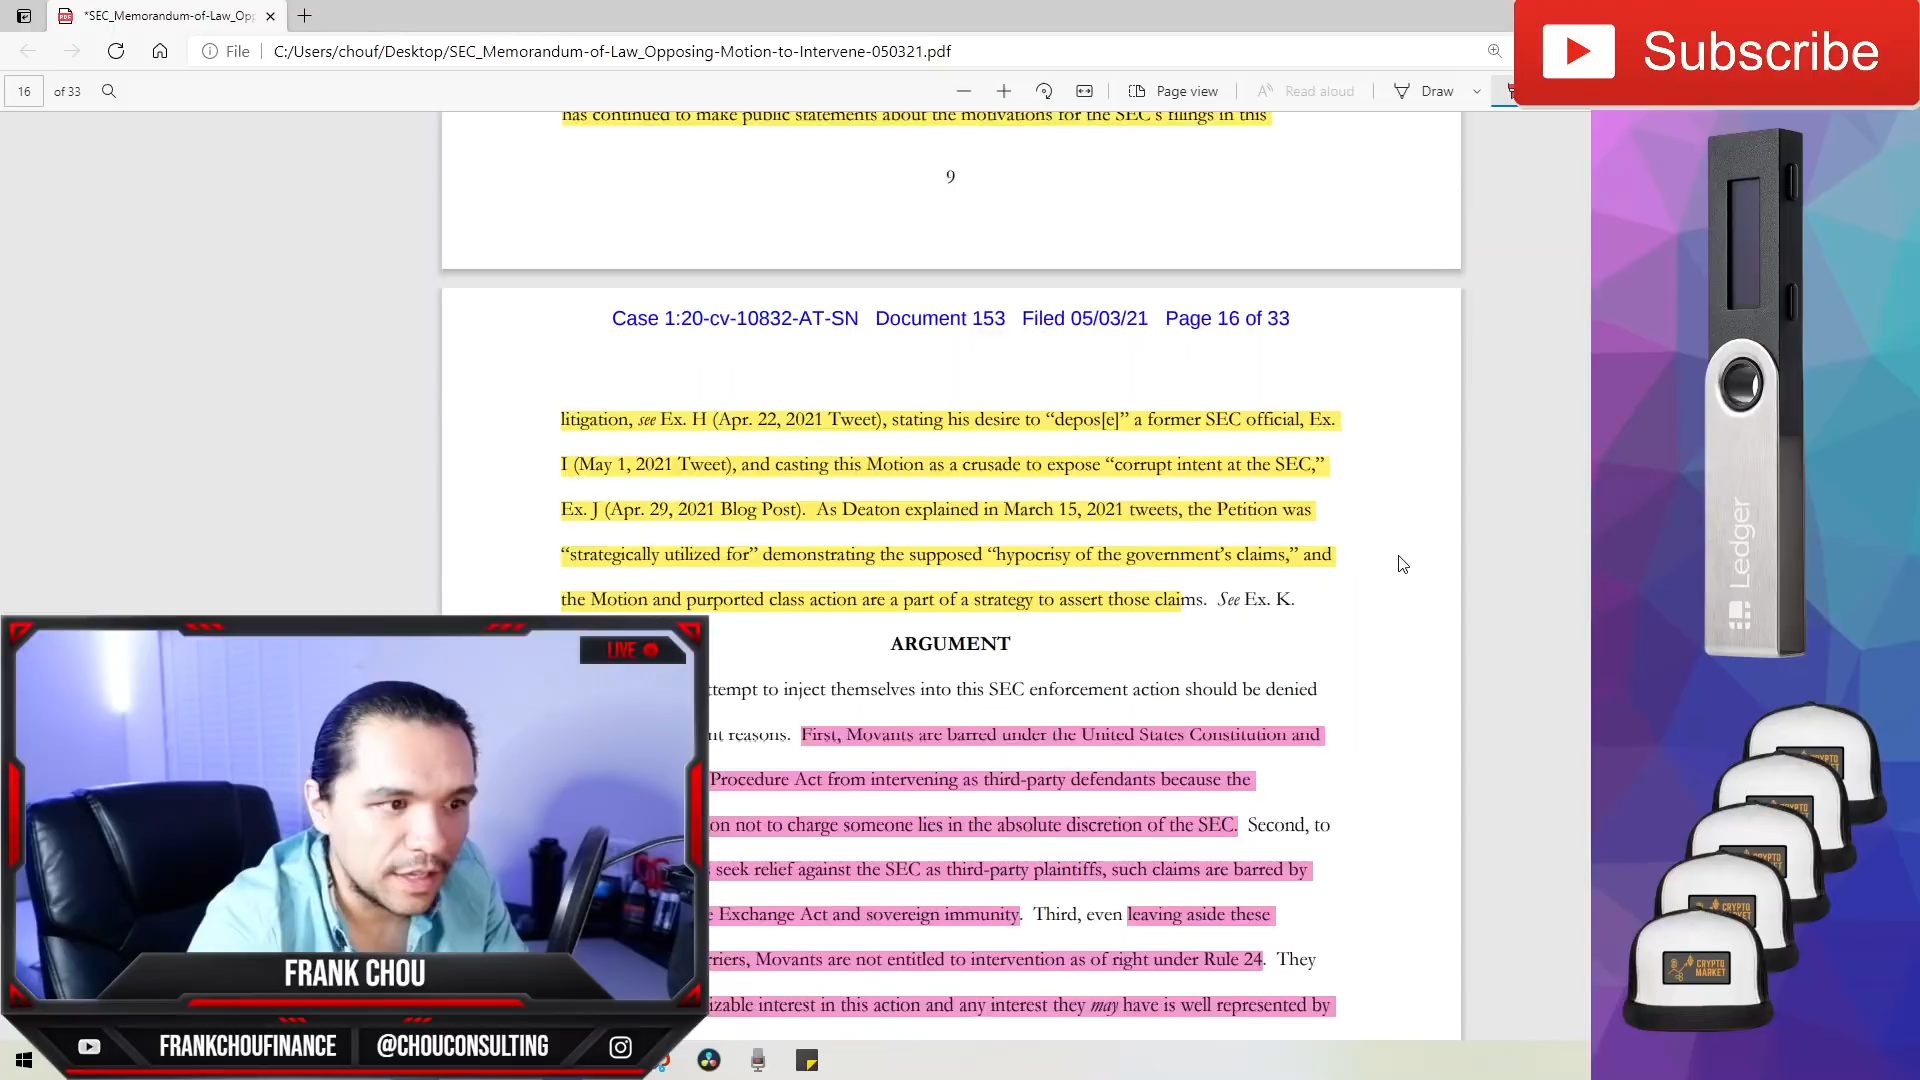 *SEC_Memorandum-of-Law_Op
File
C:/Users/chouf/Desktop/SEC_Memorandum-of-Law_Opposing-Motion-to-Intervene-050321.pdf
Subscribe
16 of 33
Page view
Read aloud
Draw
has continued to make public statements about the motivations for the SEC's filings in this
9
Case 1:20-cv-10832-AT-SN Document 153 Filed 05/03/21 Page 16 of 33
litigation, see Ex. H (Apr. 22, 2021 Tweet), stating his desire to “depos[e]” a former SEC official, Ex.
I (May 1, 2021 Tweet), and casting this Motion as a crusade to expose “corrupt intent at the SEC,”
Ex. J (Apr. 29, 2021 Blog Post). As Deaton explained in March 15, 2021 tweets, the Petition was
“strategically utilized for” demonstrating the supposed “hypocrisy of the government’s claims,” and
the Motion and purported class action are a part of a strategy to assert those claims. See Ex. K.
ARGUMENT
ttempt to inject themselves into this SEC enforcement action should be denied
nt reasons. First, Movants are barred under the United States Constitution and
Procedure Act from intervening as third-party defendants because the
on not to charge someone lies in the absolute discretion of the SEC. Second, to
seek relief against the SEC as third-party plaintiffs, such claims are barred by
e Exchange Act and sovereign immunity. Third, even leaving aside these
rriers, Movants are not entitled to intervention as of right under Rule 24. They
izable interest in this action and any interest they may have is well represented by
LIVE
FRANK CHOU
FRANKCHOUFINANCE
@CHOUCONSULTING
Ledger
CRYPTO
MARKET